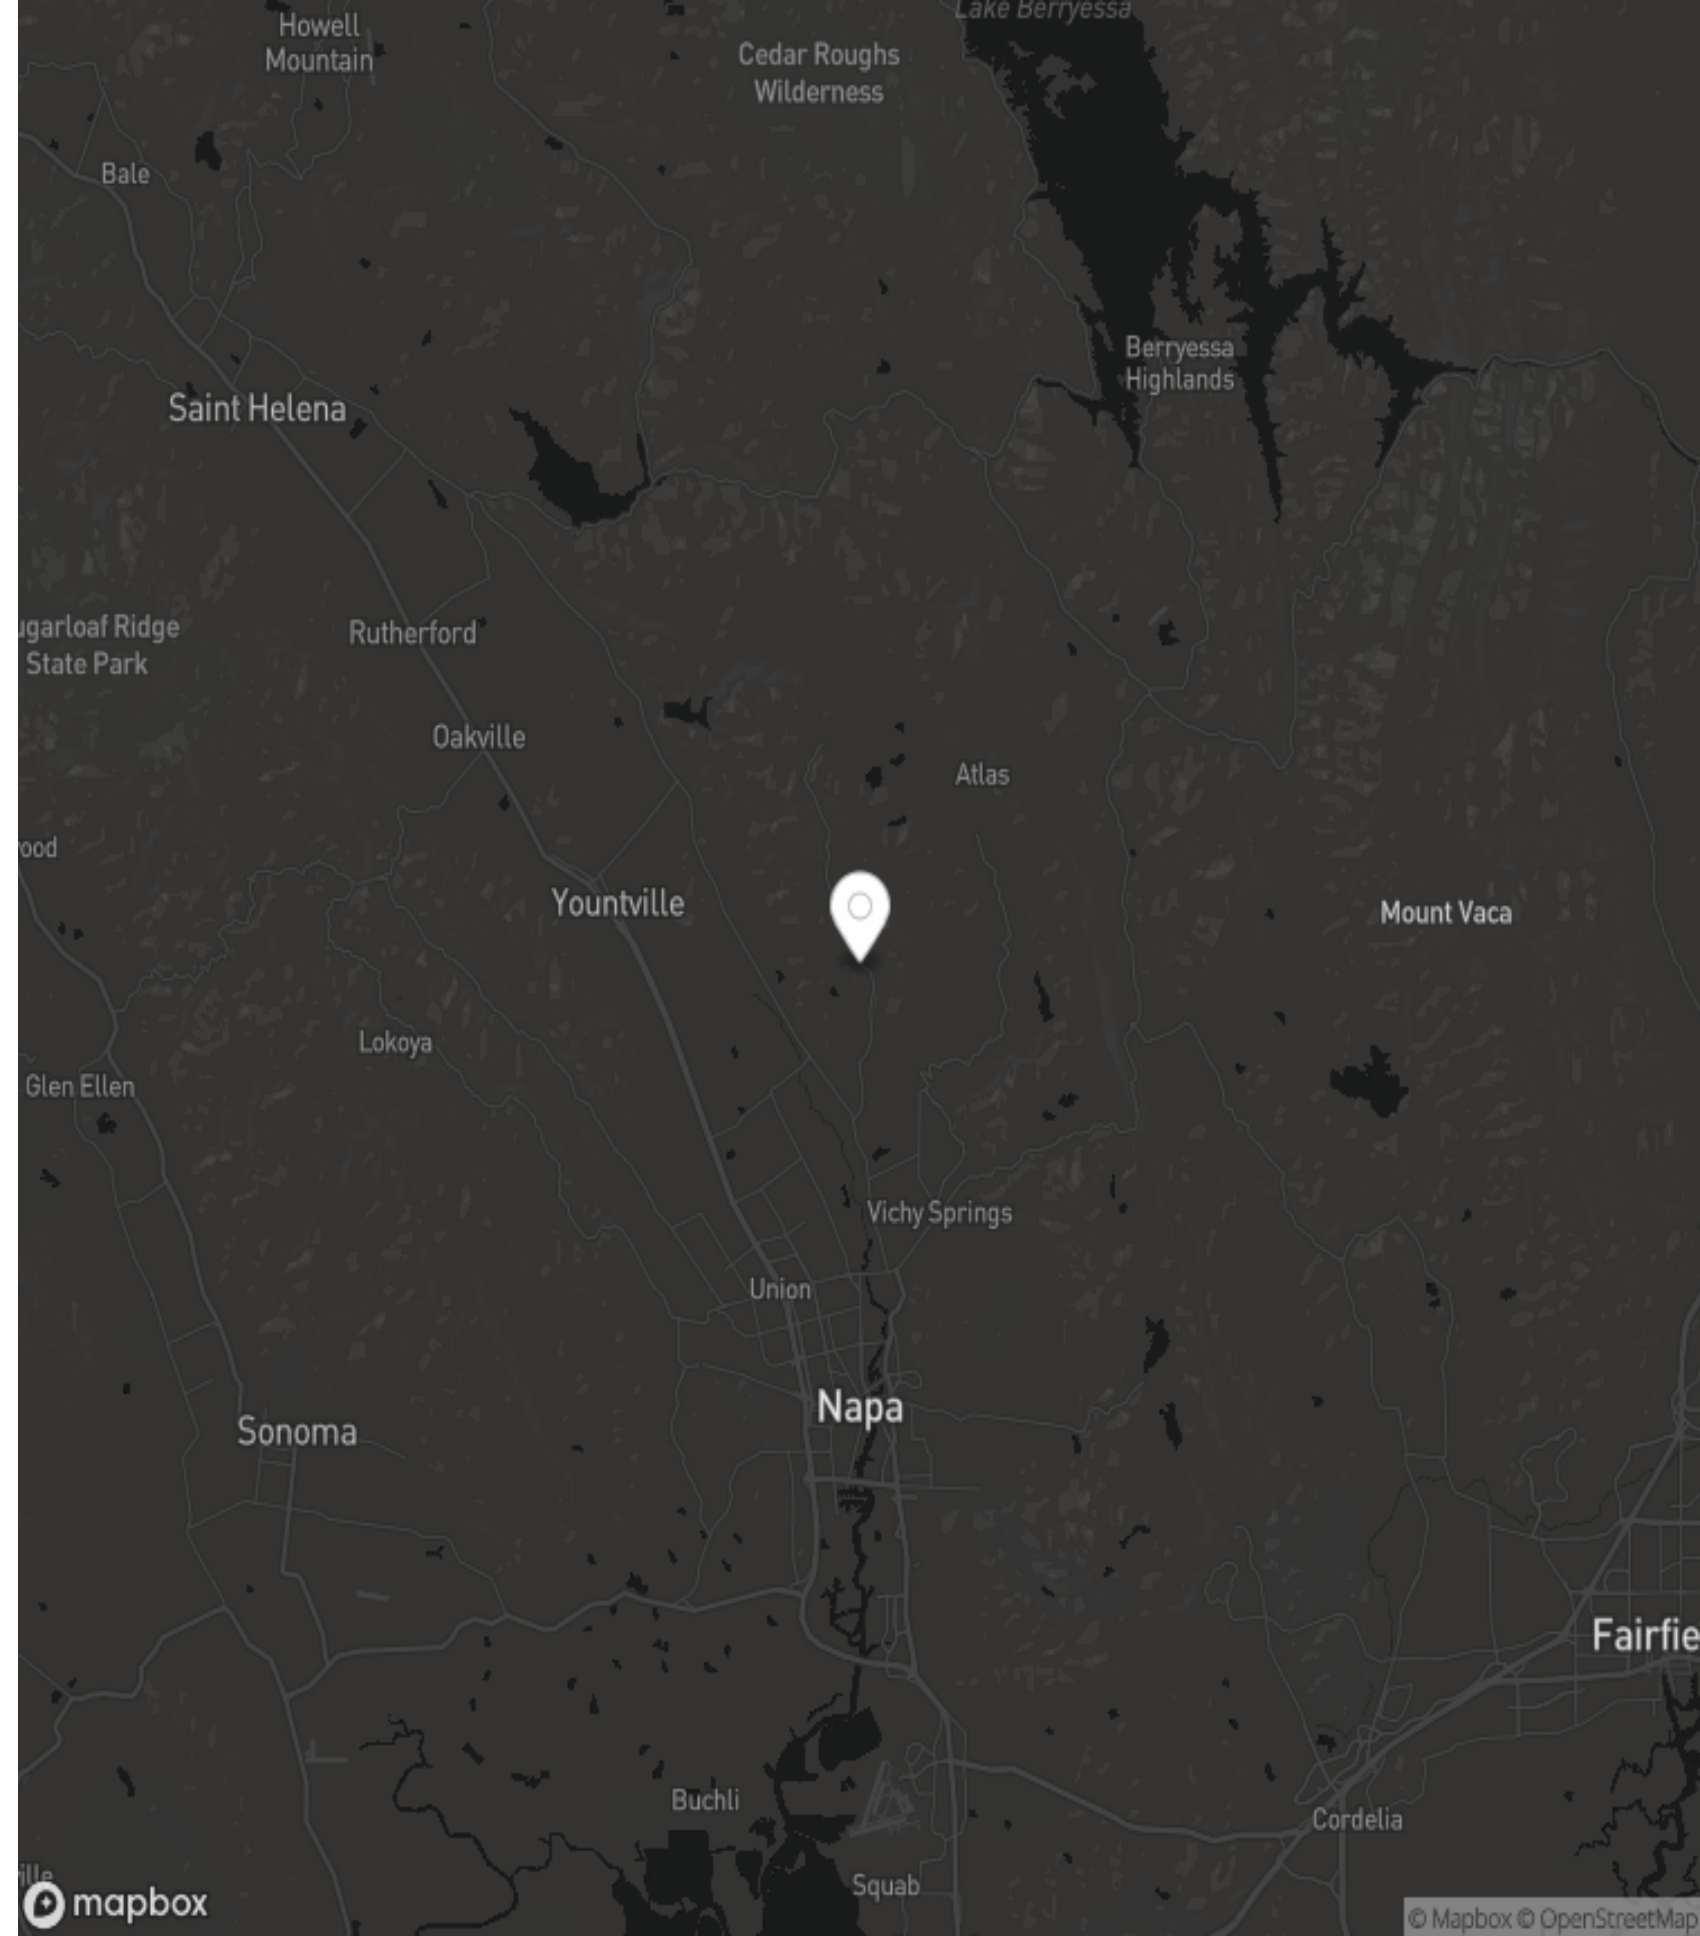 Lake Berryessa
Howell
Mountain
Cedar Roughs
Wilderness
Bale
Berryessa
Highlands
Saint Helena
ugarloaf Ridge
State Park
Rutherford
Oakville
Atlas
ood
Yountville
Mount Vaca
Lokoya
Glen Ellen
Vichy Springs
Union
Napa
Sonoma
Fairfie
Buchli
Cordelia
ille
Squab
mapbox
© Mapbox © OpenStreetMap